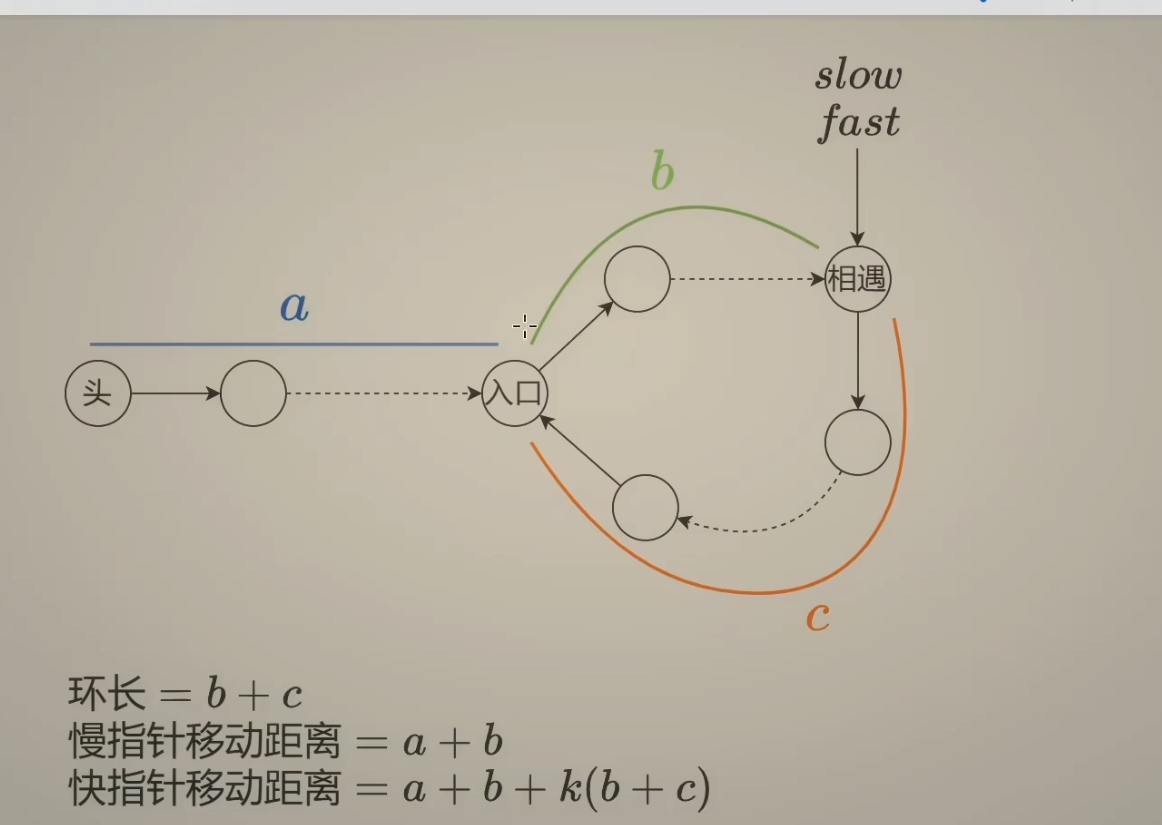 slow
fast
b
a
相遇
头
入口
c
环长 = b + c
慢指针移动距离 = a + b
快指针移动距离 = a + b + k(b + c)